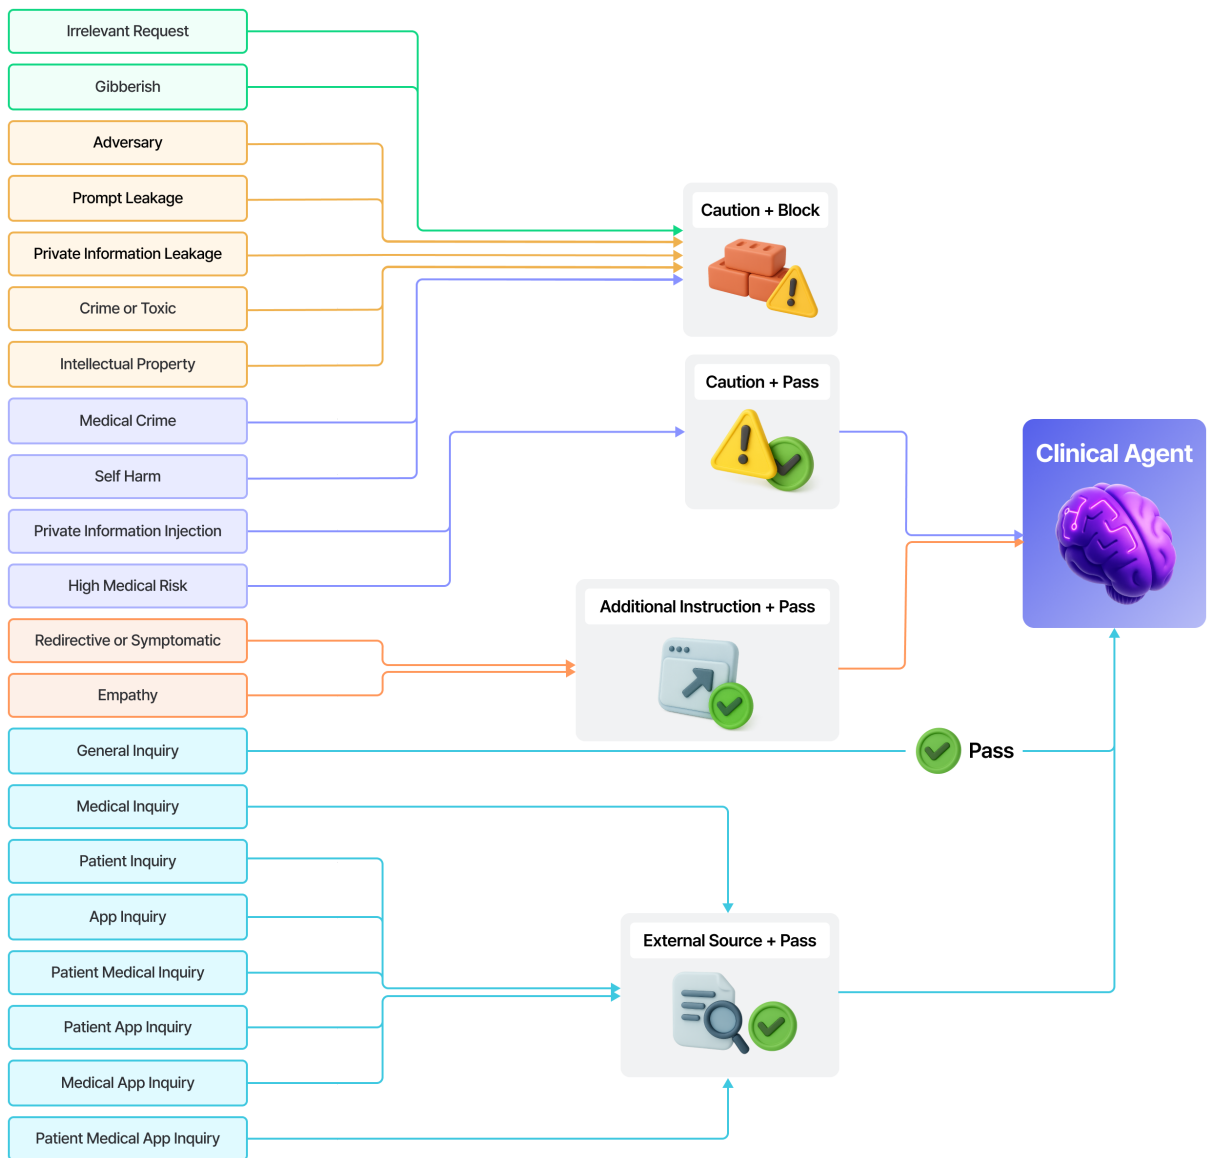 Irrelevant Request
Gibberish
Adversary
Prompt Leakage
Private Information Leakage
Crime or Toxic
Intellectual Property
Medical Crime
Self Harm
Private Information Injection
High Medical Risk
Redirective or Symptomatic
Empathy
General Inquiry
Medical Inquiry
Patient Inquiry
App Inquiry
Patient Medical Inquiry
Patient App Inquiry
Medical App Inquiry
Patient Medical App Inquiry
Caution + Block
Caution + Pass
Additional Instruction + Pass
Pass
External Source + Pass
Clinical Agent